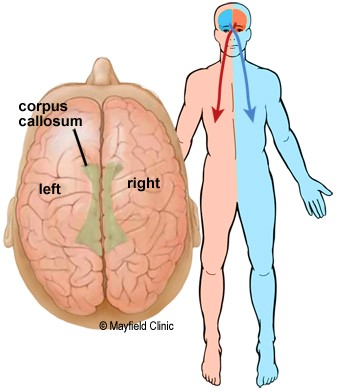 corpus
callosum
left
right
© Mayfield Clinic